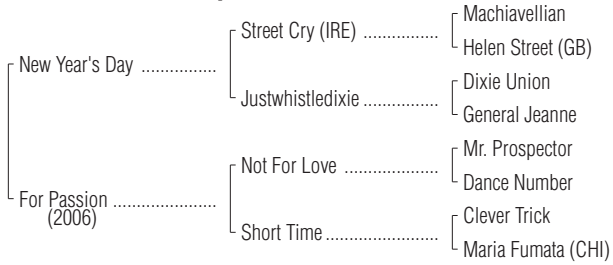 Machiavellian
Street Cry (IRE) ................
Helen Street (GB)
New Year's Day ................
Dixie Union
Justwhistledixie ................
General Jeanne
Mr. Prospector
Not For Love ....................
Dance Number
For Passion ......................
(2006)
Clever Trick
Short Time ........................
Maria Fumata (CHI)